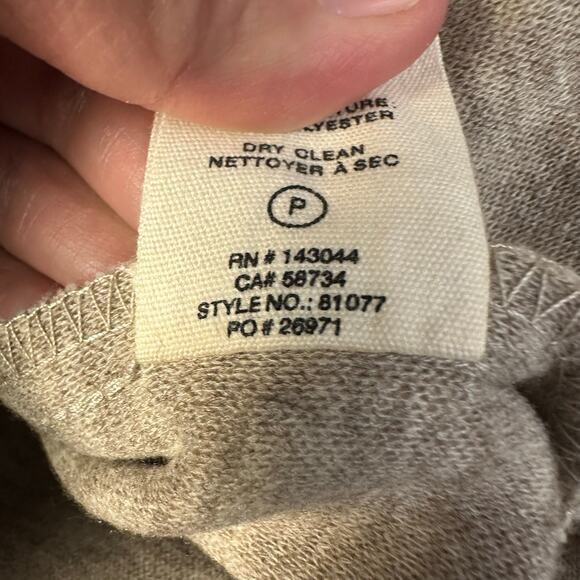 DRY CLEAN
NETTOYER À SEC
P
RN # 143044
CA# 58734
STYLE NO.: 81077
PO # 26971